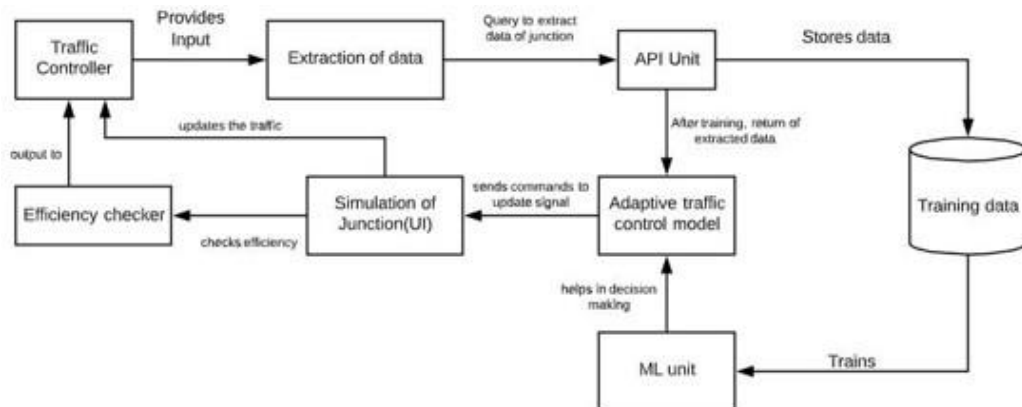 Provides
Input
Traffic
Controller
Extraction of data
Query to extract
data of junction
API Unit
Stores data
updates the traffic
After training, return of
extracted data
output to
Efficiency checker
checks efficiency
Simulation of
Junction(UI)
sends commands to
update signal
Adaptive traffic
control model
Training data
helps in decision
making
ML unit
Trains